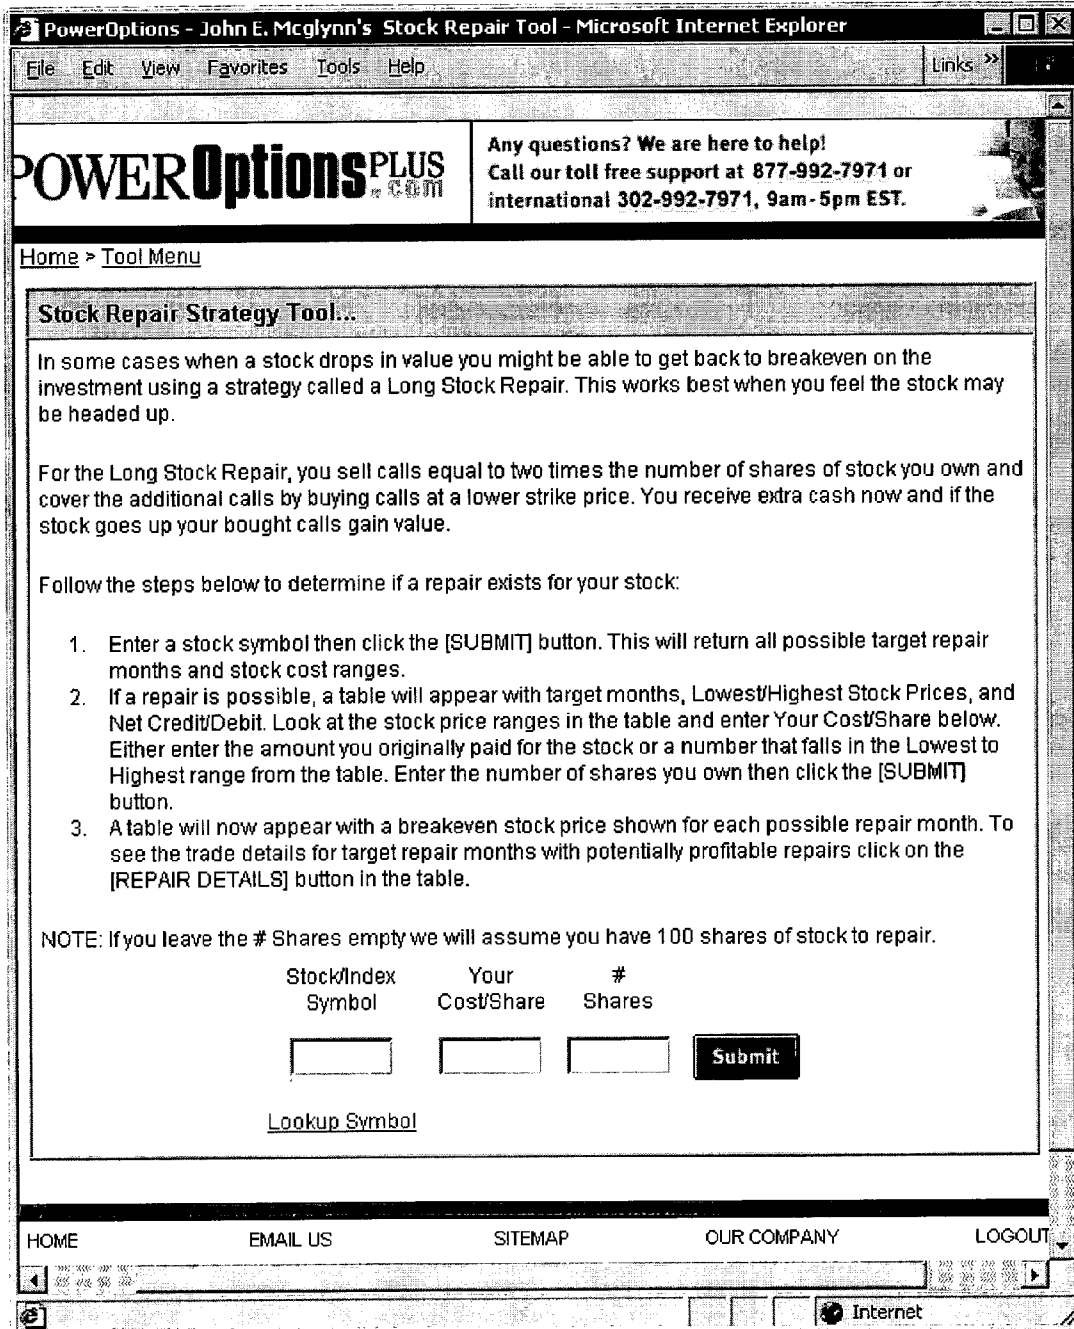 PowerOptions - John E. Mcglynn's Stock Repair Tool - Microsoft Internet Explorer
File Edit View Favorites Tools Help Links »
POWEROptionsPLUS.com
Any questions? We are here to help!
Call our toll free support at 877-992-7971 or
international 302-992-7971, 9am-5pm EST.
Home > Tool Menu
Stock Repair Strategy Tool...
In some cases when a stock drops in value you might be able to get back to breakeven on the
investment using a strategy called a Long Stock Repair. This works best when you feel the stock may
be headed up.
For the Long Stock Repair, you sell calls equal to two times the number of shares of stock you own and
cover the additional calls by buying calls at a lower strike price. You receive extra cash now and if the
stock goes up your bought calls gain value.
Follow the steps below to determine if a repair exists for your stock:
1. Enter a stock symbol then click the [SUBMIT] button. This will return all possible target repair
months and stock cost ranges.
2. If a repair is possible, a table will appear with target months, Lowest/Highest Stock Prices, and
Net Credit/Debit. Look at the stock price ranges in the table and enter Your Cost/Share below.
Either enter the amount you originally paid for the stock or a number that falls in the Lowest to
Highest range from the table. Enter the number of shares you own then click the [SUBMIT]
button.
3. A table will now appear with a breakeven stock price shown for each possible repair month. To
see the trade details for target repair months with potentially profitable repairs click on the
[REPAIR DETAILS] button in the table.
NOTE: If you leave the # Shares empty we will assume you have 100 shares of stock to repair.
Stock/Index Your #
Symbol Cost/Share Shares
Submit
Lookup Symbol
HOME EMAIL US SITEMAP OUR COMPANY LOGOUT
Internet